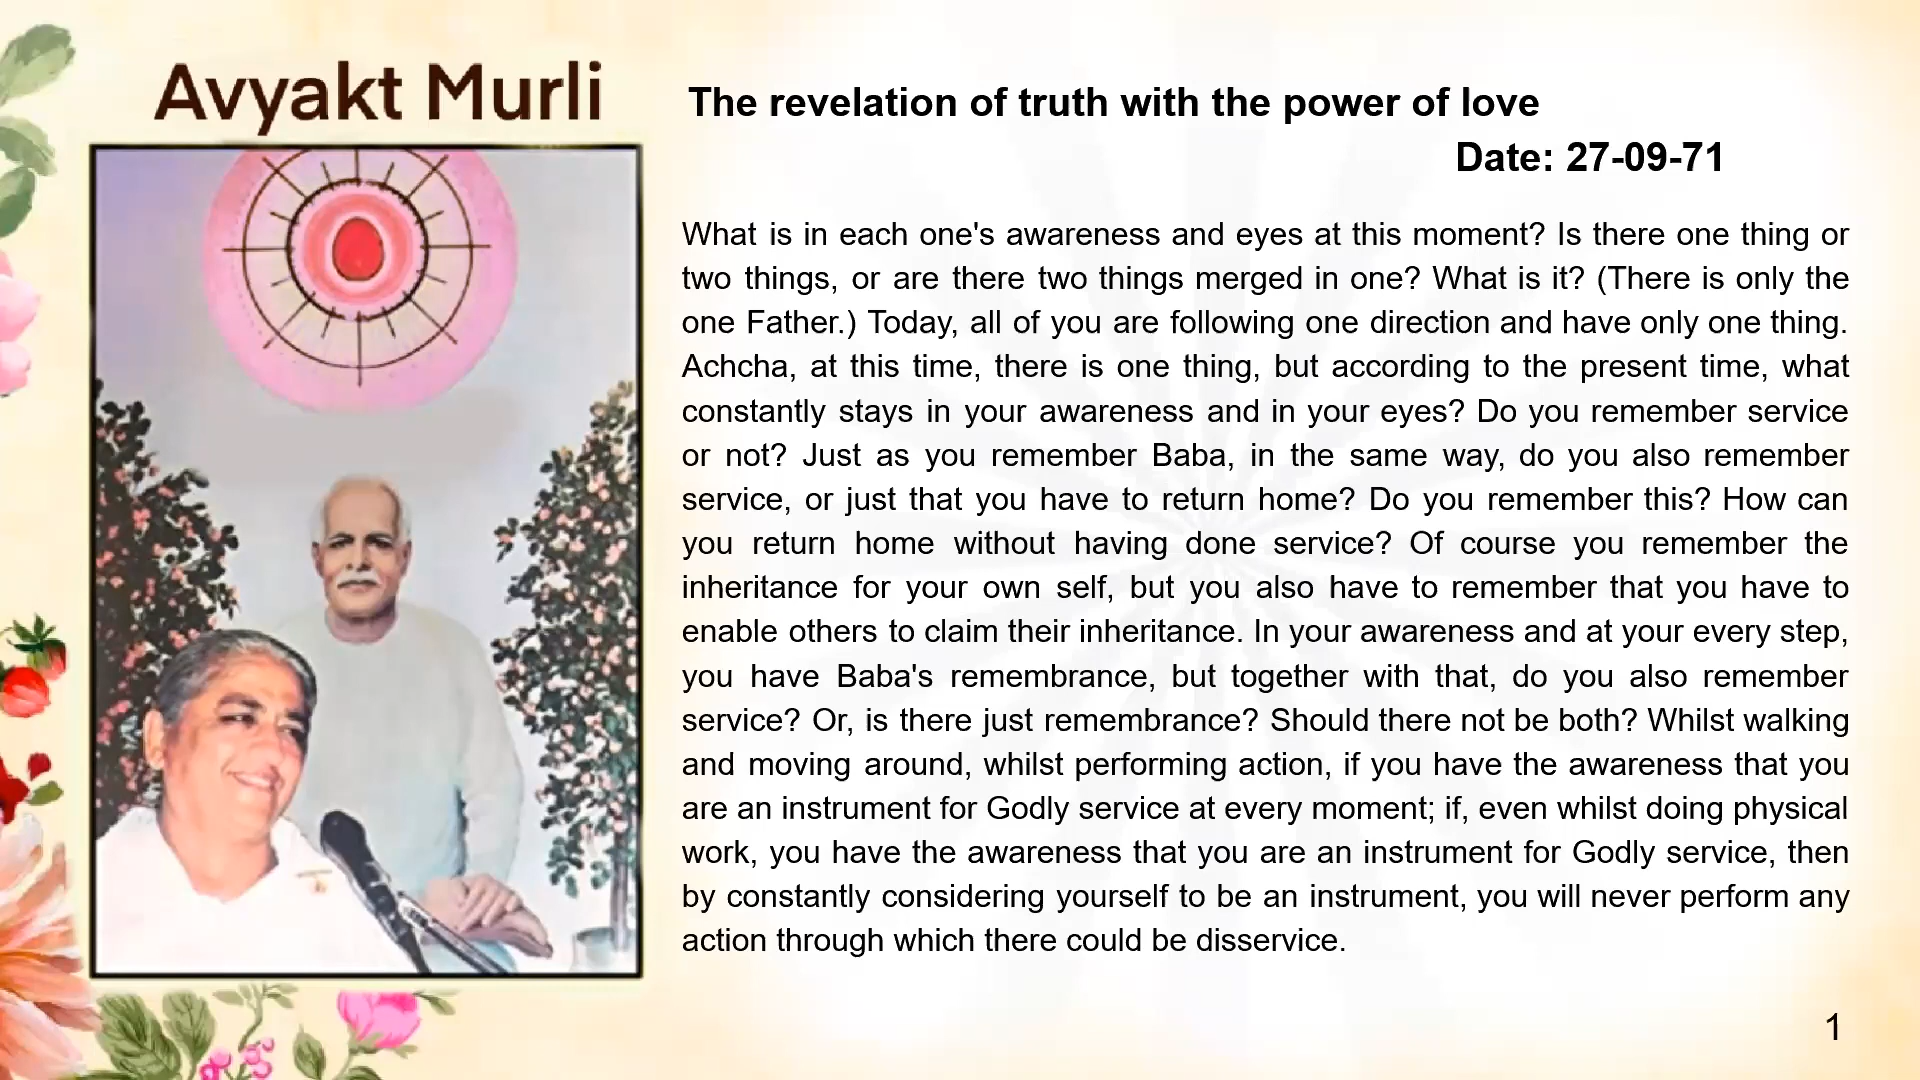 Avyakt Murli
The revelation of truth with the power of love
Date: 27-09-71
What is in each one's awareness and eyes at this moment? Is there one thing or
two things, or are there two things merged in one? What is it? (There is only the
one Father.) Today, all of you are following one direction and have only one thing.
Achcha, at this time, there is one thing, but according to the present time, what
constantly stays in your awareness and in your eyes? Do you remember service
or not? Just as you remember Baba, in the same way, do you also remember
service, or just that you have to return home? Do you remember this? How can
you return home without having done service? Of course you remember the
inheritance for your own self, but you also have to remember that you have to
enable others to claim their inheritance. In your awareness and at your every step,
you have Baba's remembrance, but together with that, do you also remember
service? Or, is there just remembrance? Should there not be both? Whilst walking
and moving around, whilst performing action, if you have the awareness that you
are an instrument for Godly service at every moment; if, even whilst doing physical
work, you have the awareness that you are an instrument for Godly service, then
by constantly considering yourself to be an instrument, you will never perform any
action through which there could be disservice.
1